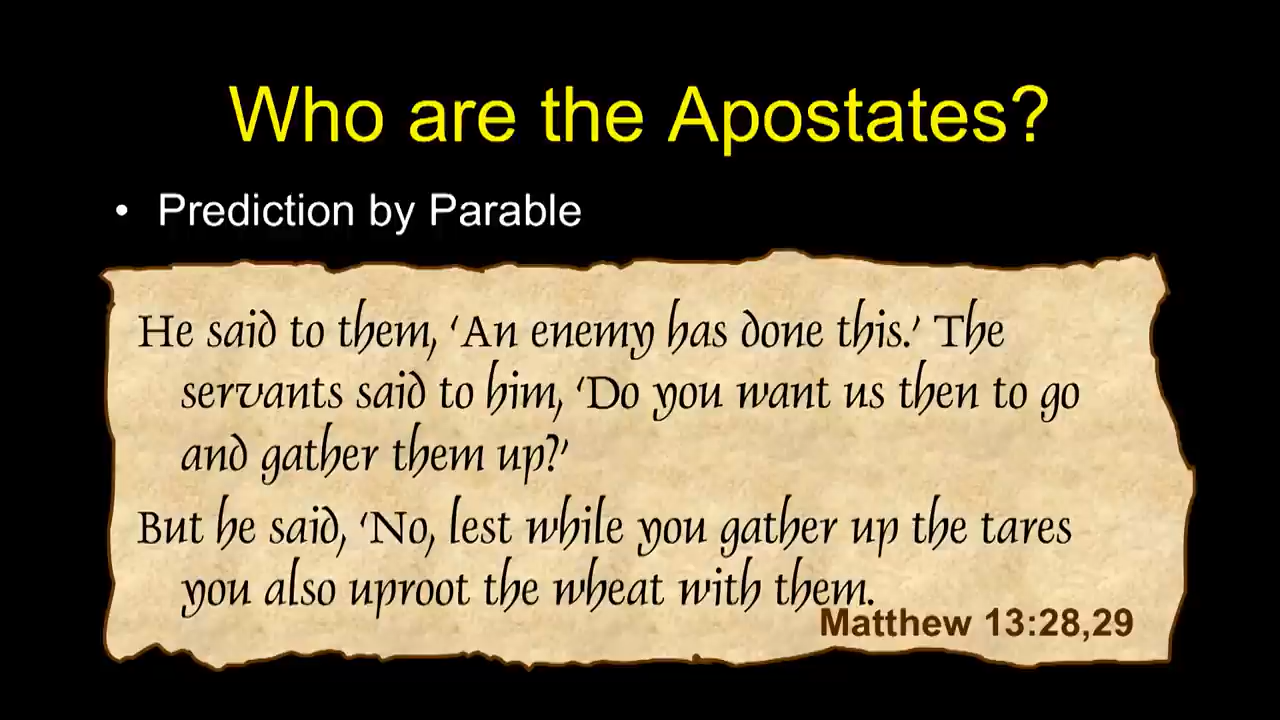 Who are the Apostates?
• Prediction by Parable
He said to them, ‘An enemy has done this.’ The
servants said to him, ‘Do you want us then to go
and gather them up?’
But he said, ‘No, lest while you gather up the tares
you also uproot the wheat with them.
Matthew 13:28,29